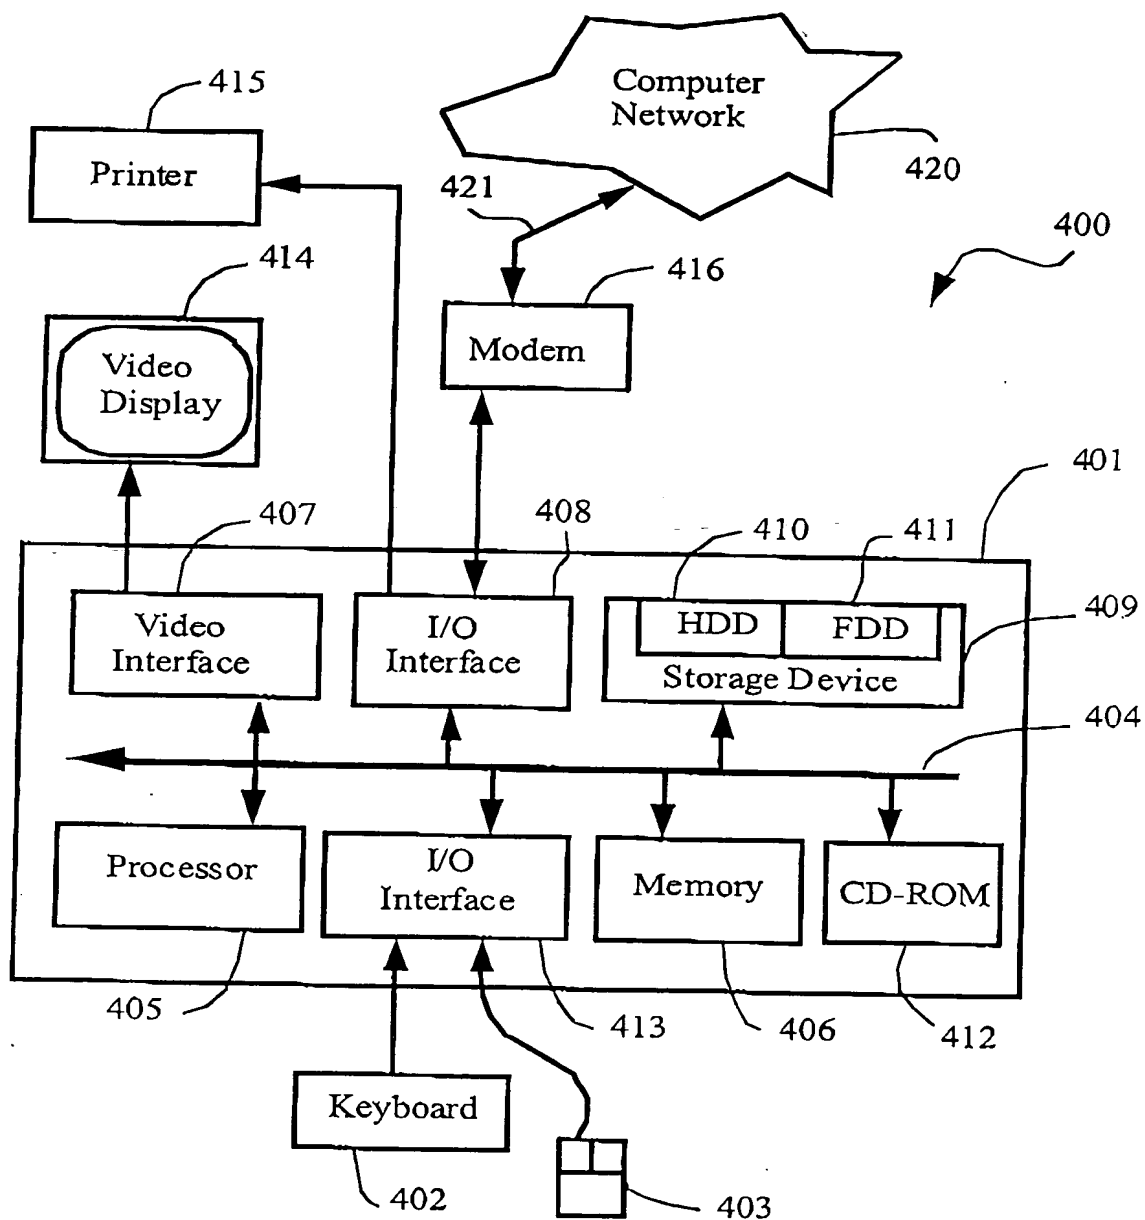 415
Computer
Network
Printer
420
421
400
414
416
Video
Display
Modem
401
407
408
410
411
409
Video
Interface
I/O
Interface
HDD
FDD
Storage Device
404
Processor
I/O
Interface
Memory
CD-ROM
405
413
406
412
Keyboard
402
403